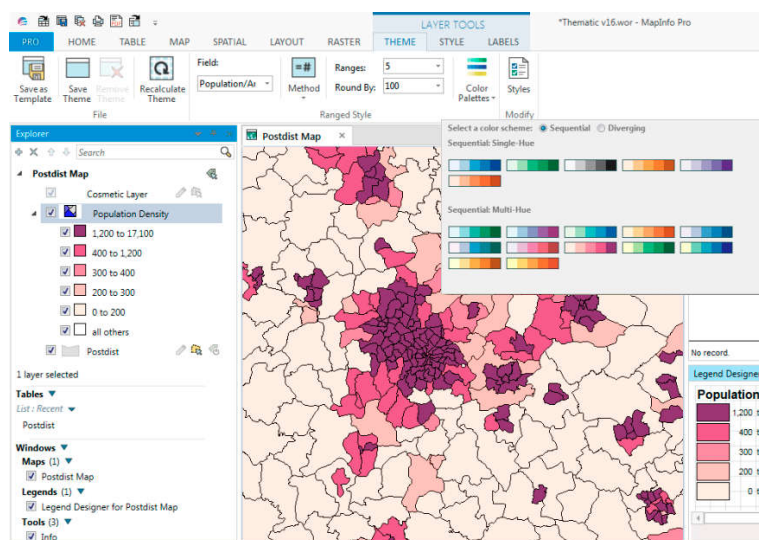 LAYER TOOLS
*Thematic v16.wor - MapInfo Pro
PRO HOME TABLE MAP SPATIAL LAYOUT RASTER THEME STYLE LABELS
Save as Template
Save Theme
Remove Theme
Recalculate Theme
File
Field:
Population/Ar
Method
Ranges: 5
Round By: 100
Ranged Style
Color Palettes
Styles
Modify
Explorer
Search
Postdist Map
Cosmetic Layer
Population Density
1,200 to 17,100
400 to 1,200
300 to 400
200 to 300
0 to 200
all others
Postdist
1 layer selected
Tables
List : Recent
Postdist
Windows
Maps (1)
Postdist Map
Legends (1)
Legend Designer for Postdist Map
Tools (3)
Info
Postdist Map
Select a color scheme: Sequential Diverging
Sequential: Single-Hue
Sequential: Multi-Hue
No record.
Legend Designe
Population
1,200 t
400 t
300 t
200 t
0 t